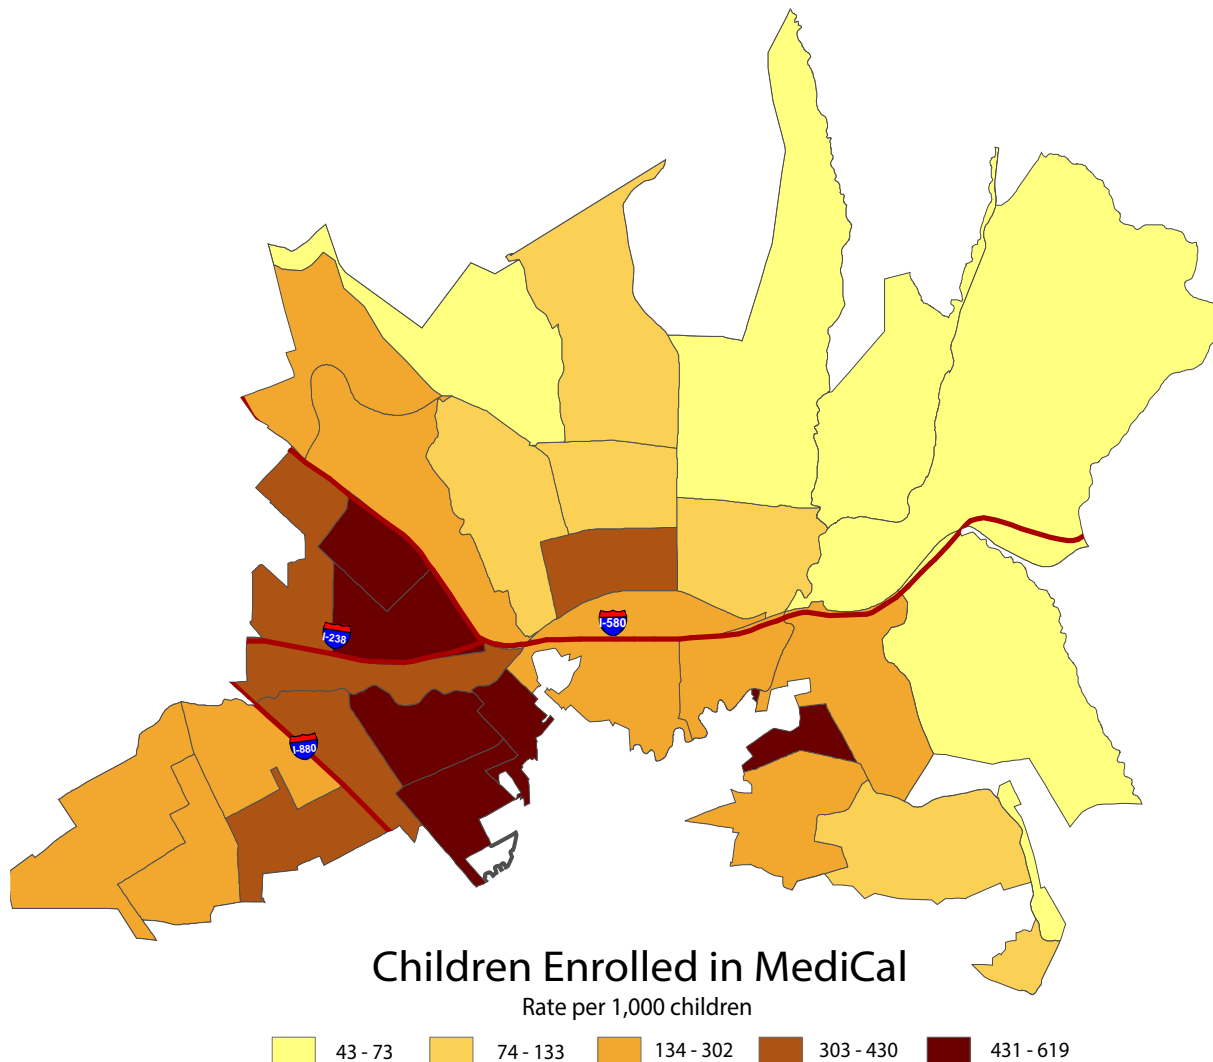 I-580
I-238
I-880
Children Enrolled in MediCal
Rate per 1,000 children
43 - 73 74 - 133 134 - 302 303 - 430 431 - 619